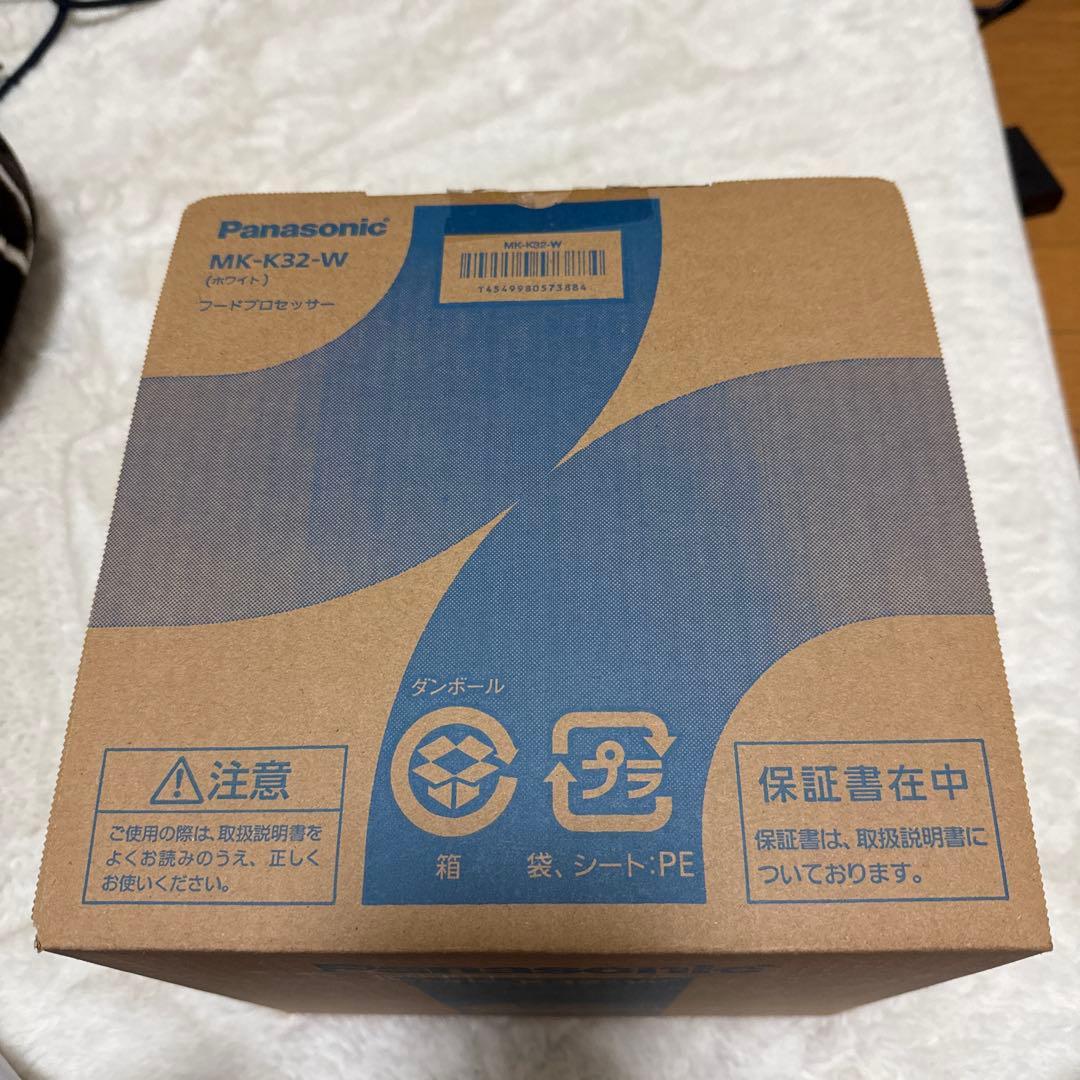 Panasonic
MK-K32-W
(ホワイト)
フードプロセッサー
MK-K32-W
T4549980573884
ダンボール
プラ
箱
袋、シート:PE
注意
ご使用の際は、取扱説明書を
よくお読みのうえ、正しく
お使いください。
保証書在中
保証書は、取扱説明書に
ついております。
Panasonic